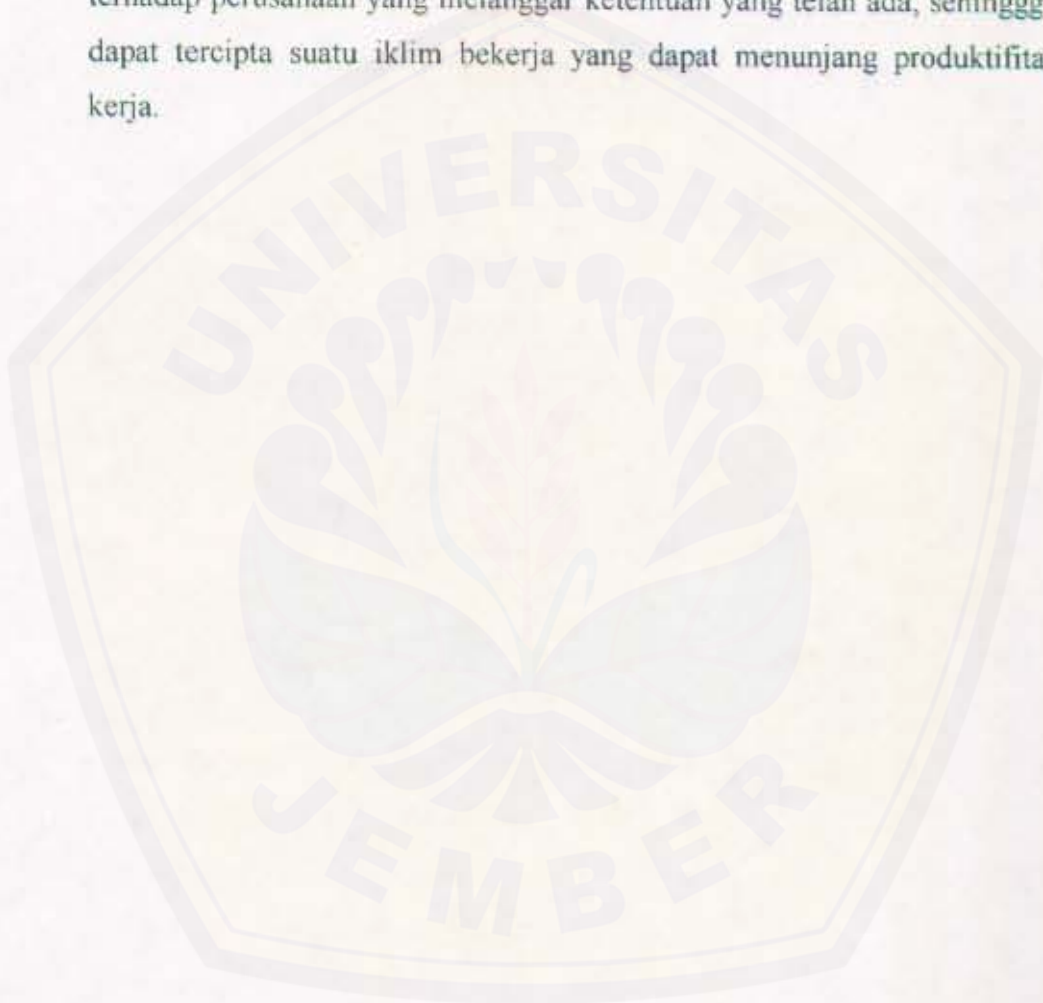 terhadap perusahaan yang melanggar ketentuan yang telah ada, sehingg
dapat tercipta suatu iklim bekerja yang dapat menunjang produktifita
kerja.
UNIVERSITAS
JEMBER